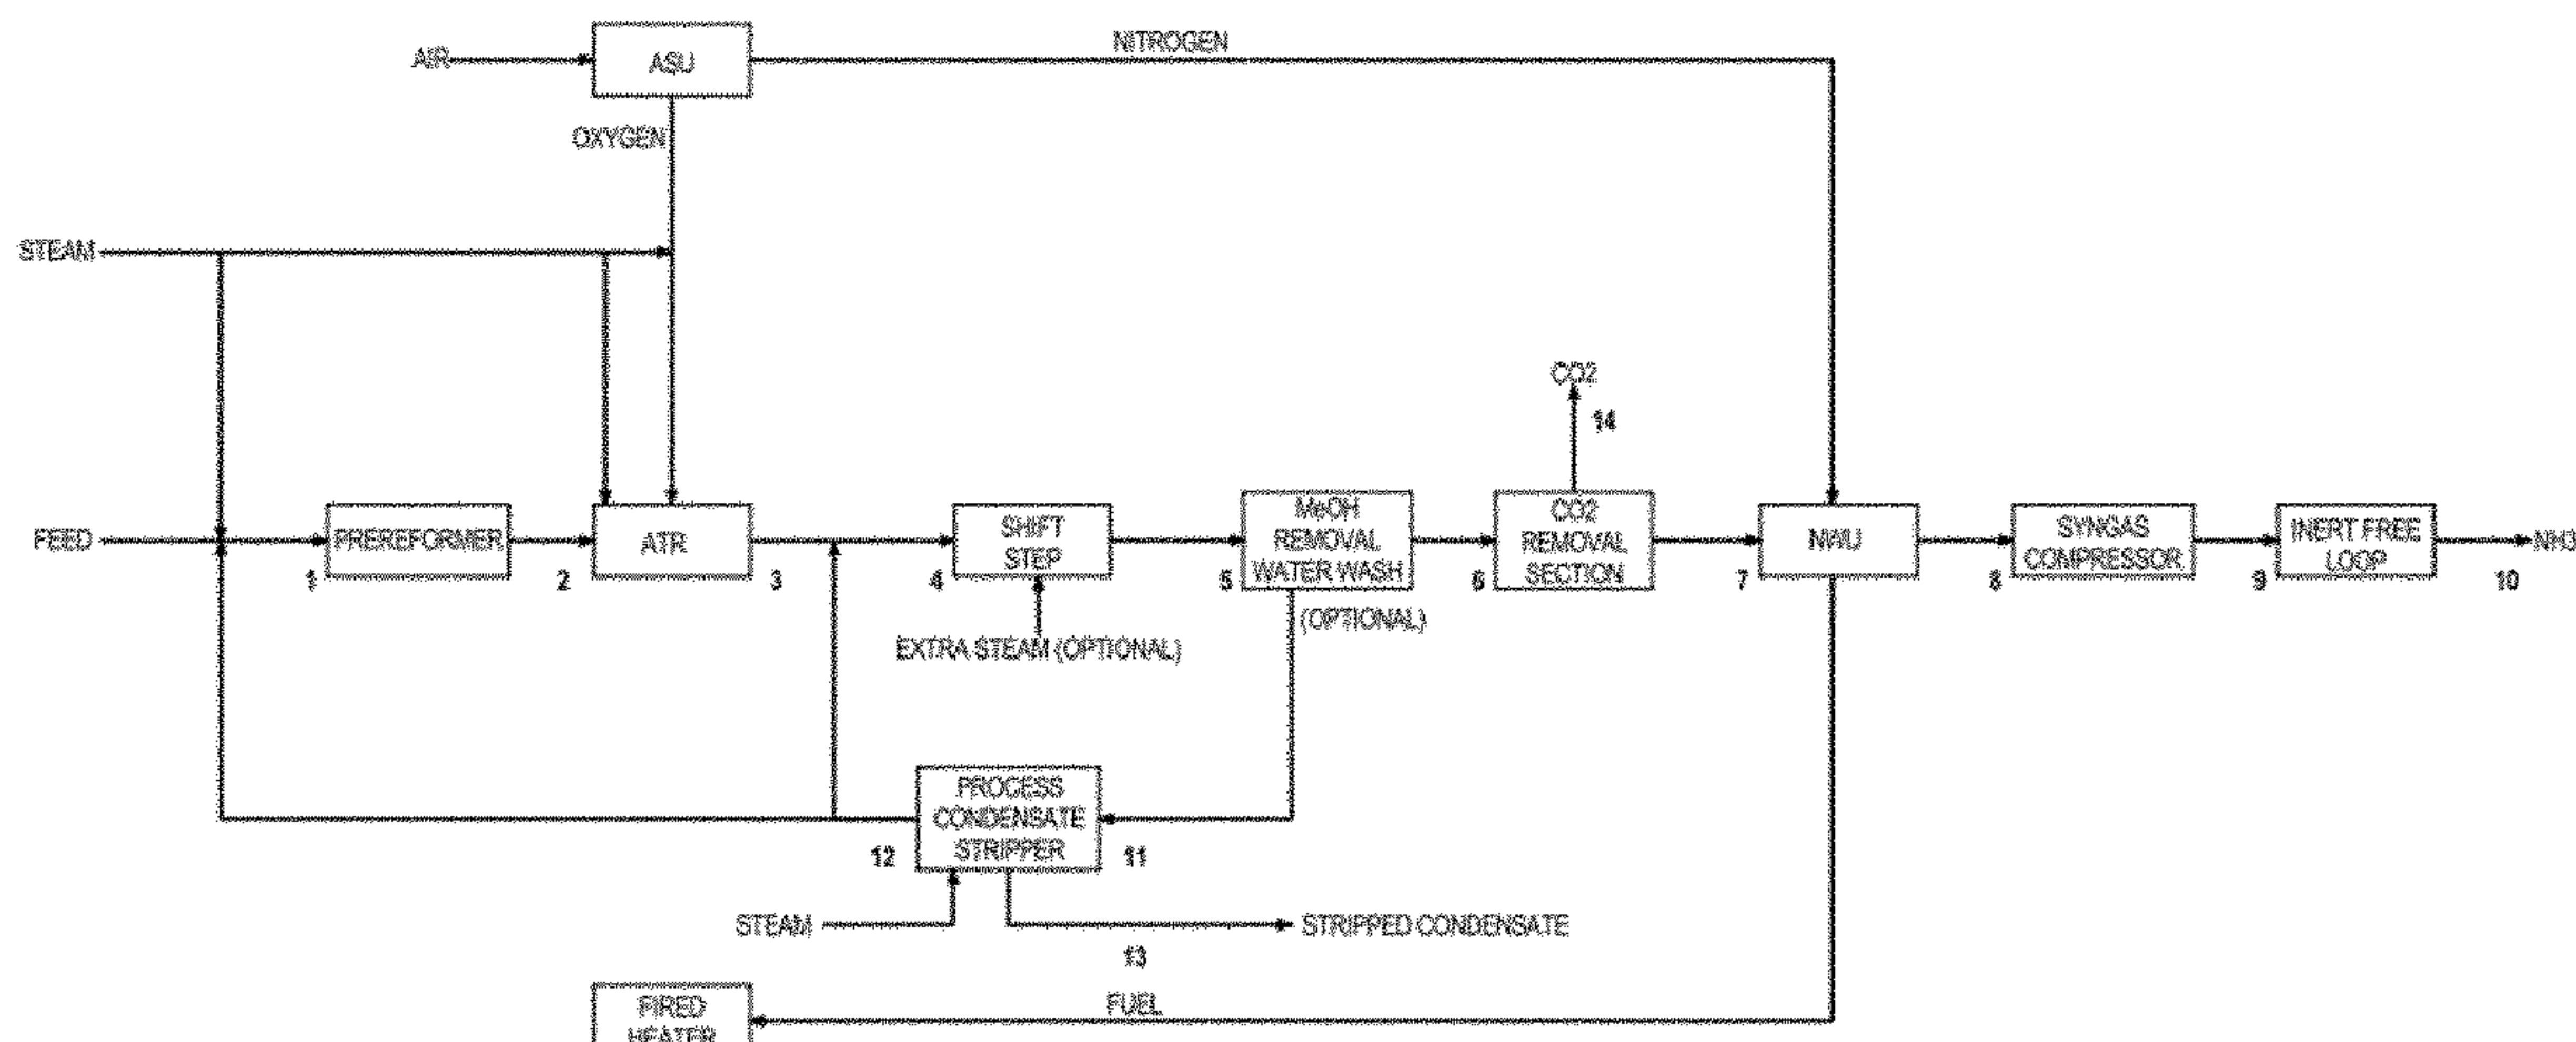 NITROGEN
AIR
ASU
OXYGEN
STEAM
CO2
14
FEED
PREREFORMER
ATR
SHIFT
STEP
MeOH
REMOVAL
WATER WASH
(OPTIONAL)
CO2
REMOVAL
SECTION
NWU
SYNGAS
COMPRESSOR
INERT FREE
LOOP
NH3
1
2
3
4
5
6
7
8
9
10
EXTRA STEAM (OPTIONAL)
PROCESS
CONDENSATE
STRIPPER
12
11
STEAM
STRIPPED CONDENSATE
13
FIRED
HEATER
FUEL